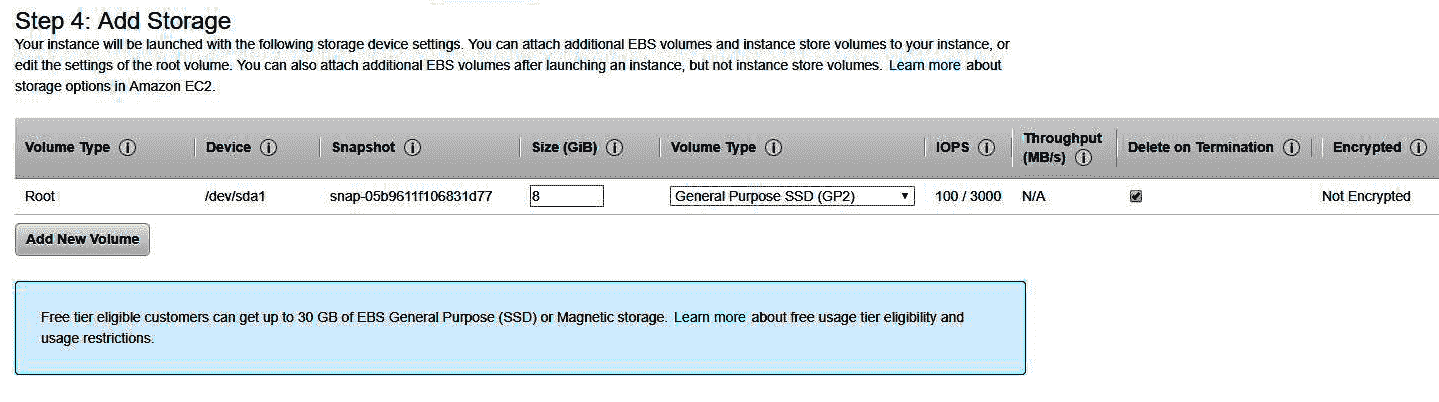 Step 4: Add Storage
Your instance will be launched with the following storage device settings. You can attach additional EBS volumes and instance store volumes to your instance, or
edit the settings of the root volume. You can also attach additional EBS volumes after launching an instance, but not instance store volumes. Learn more about
storage options in Amazon EC2.
Volume Type Device Snapshot Size (GiB) Volume Type IOPS Throughput (MB/s) Delete on Termination Encrypted
Root /dev/sda1 snap-05b9611f106831d77 8 General Purpose SSD (GP2) 100 / 3000 N/A Not Encrypted
Add New Volume
Free tier eligible customers can get up to 30 GB of EBS General Purpose (SSD) or Magnetic storage. Learn more about free usage tier eligibility and
usage restrictions.